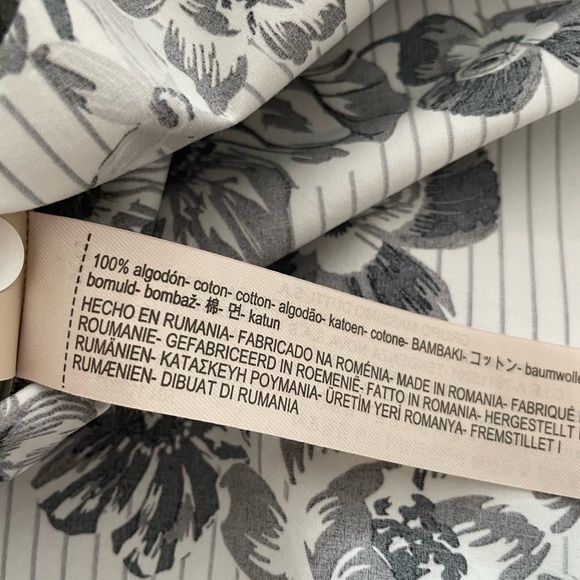 100% algodón- coton- cotton- algodão- katoen- cotone- BAMBAKI- コットン- baumwolle
bomuld- bombaž- 棉- 면- katun
HECHO EN RUMANIA- FABRICADO NA ROMÉNIA- MADE IN ROMANIA- FABRIQUÉ
ROUMANIE- GEFABRICEERD IN ROEMENIË- FATTO IN ROMANIA- HERGESTELLT I
RUMÄNIEN- ΚΑΤΑΣΚΕΥΗ ΡΟΥΜΑΝΙΑ- ÜRETİM YERİ ROMANYA- FREMSTILLET I
RUMÆNIEN- DIBUAT DI RUMANIA